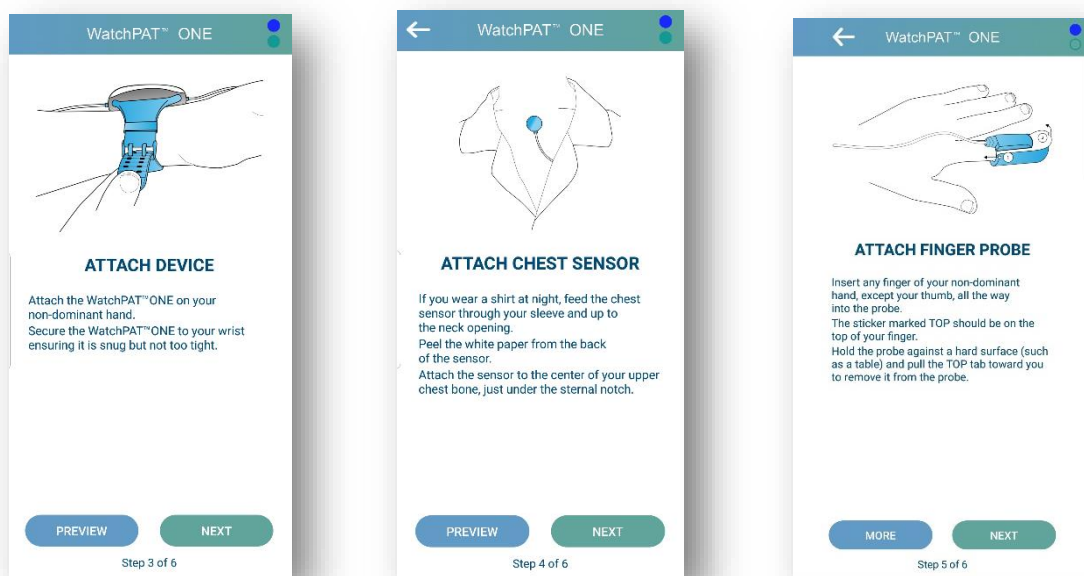 WatchPAT™ ONE
ATTACH DEVICE
Attach the WatchPAT™ONE on your
non-dominant hand.
Secure the WatchPAT™ONE to your wrist
ensuring it is snug but not too tight.
PREVIEW
NEXT
Step 3 of 6
WatchPAT™ ONE
ATTACH CHEST SENSOR
If you wear a shirt at night, feed the chest
sensor through your sleeve and up to
the neck opening.
Peel the white paper from the back
of the sensor.
Attach the sensor to the center of your upper
chest bone, just under the sternal notch.
PREVIEW
NEXT
Step 4 of 6
WatchPAT™ ONE
ATTACH FINGER PROBE
Insert any finger of your non-dominant
hand, except your thumb, all the way
into the probe.
The sticker marked TOP should be on the
top of your finger.
Hold the probe against a hard surface (such
as a table) and pull the TOP tab toward you
to remove it from the probe.
MORE
NEXT
Step 5 of 6